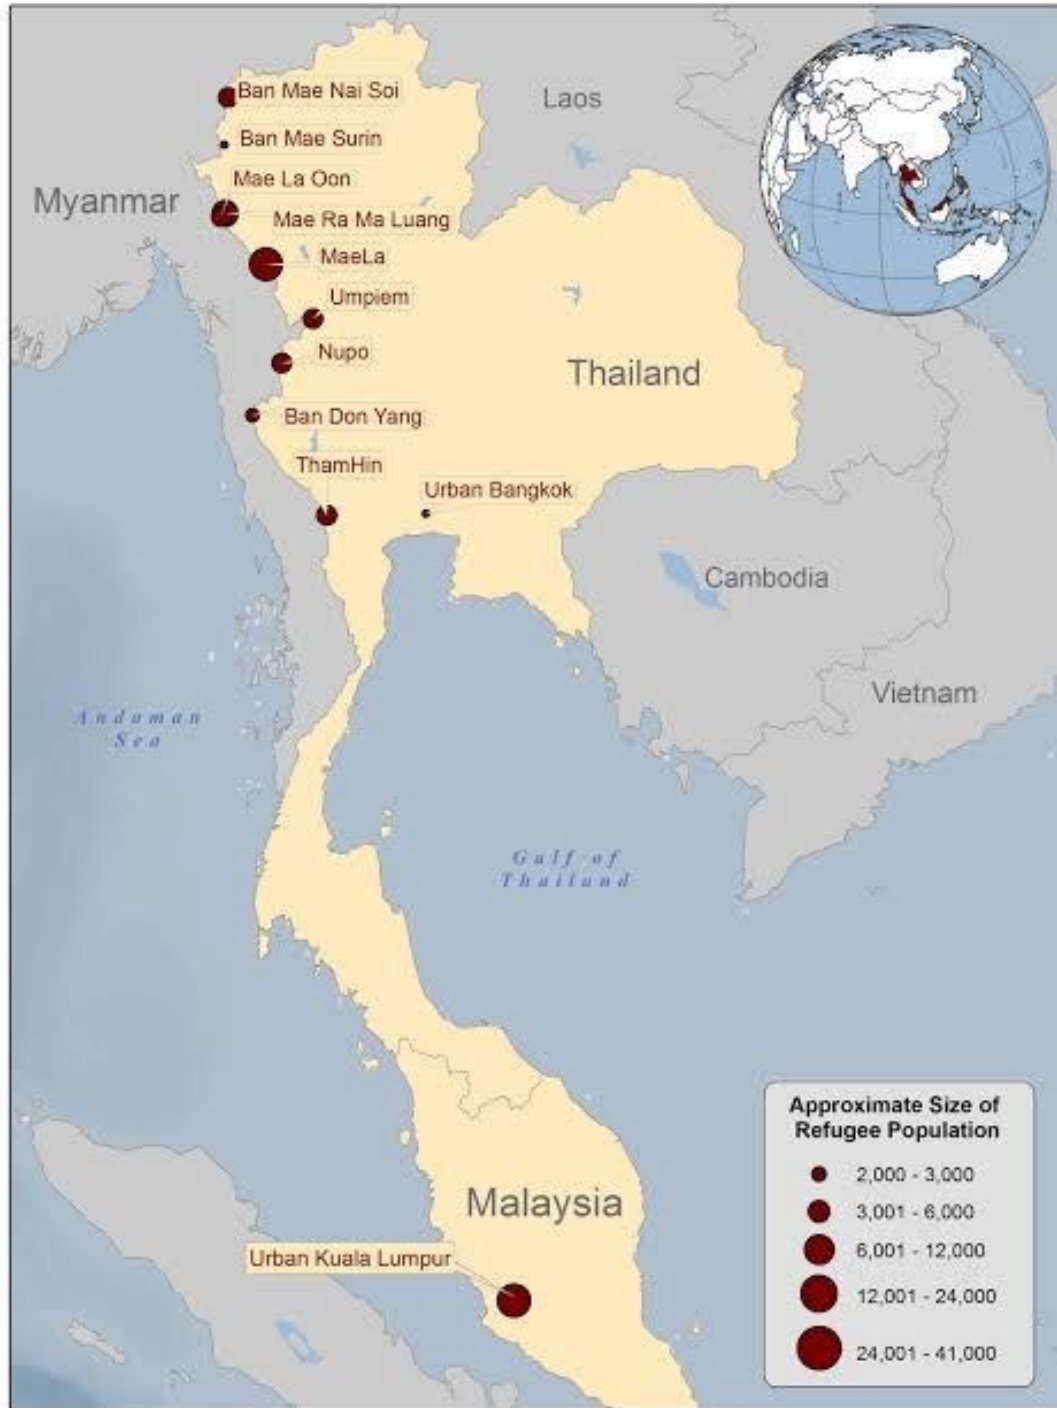 Ban Mae Nai Soi
Laos
Ban Mae Surin
Mae La Oon
Myanmar
Mae Ra Ma Luang
MaeLa
Umpiem
Nupo
Thailand
Ban Don Yang
ThamHin
Urban Bangkok
Cambodia
Vietnam
Andaman
Sea
Gulf of
Thailand
Approximate Size of
Refugee Population
2,000 - 3,000
3,001 - 6,000
6,001 - 12,000
12,001 - 24,000
24,001 - 41,000
Malaysia
Urban Kuala Lumpur